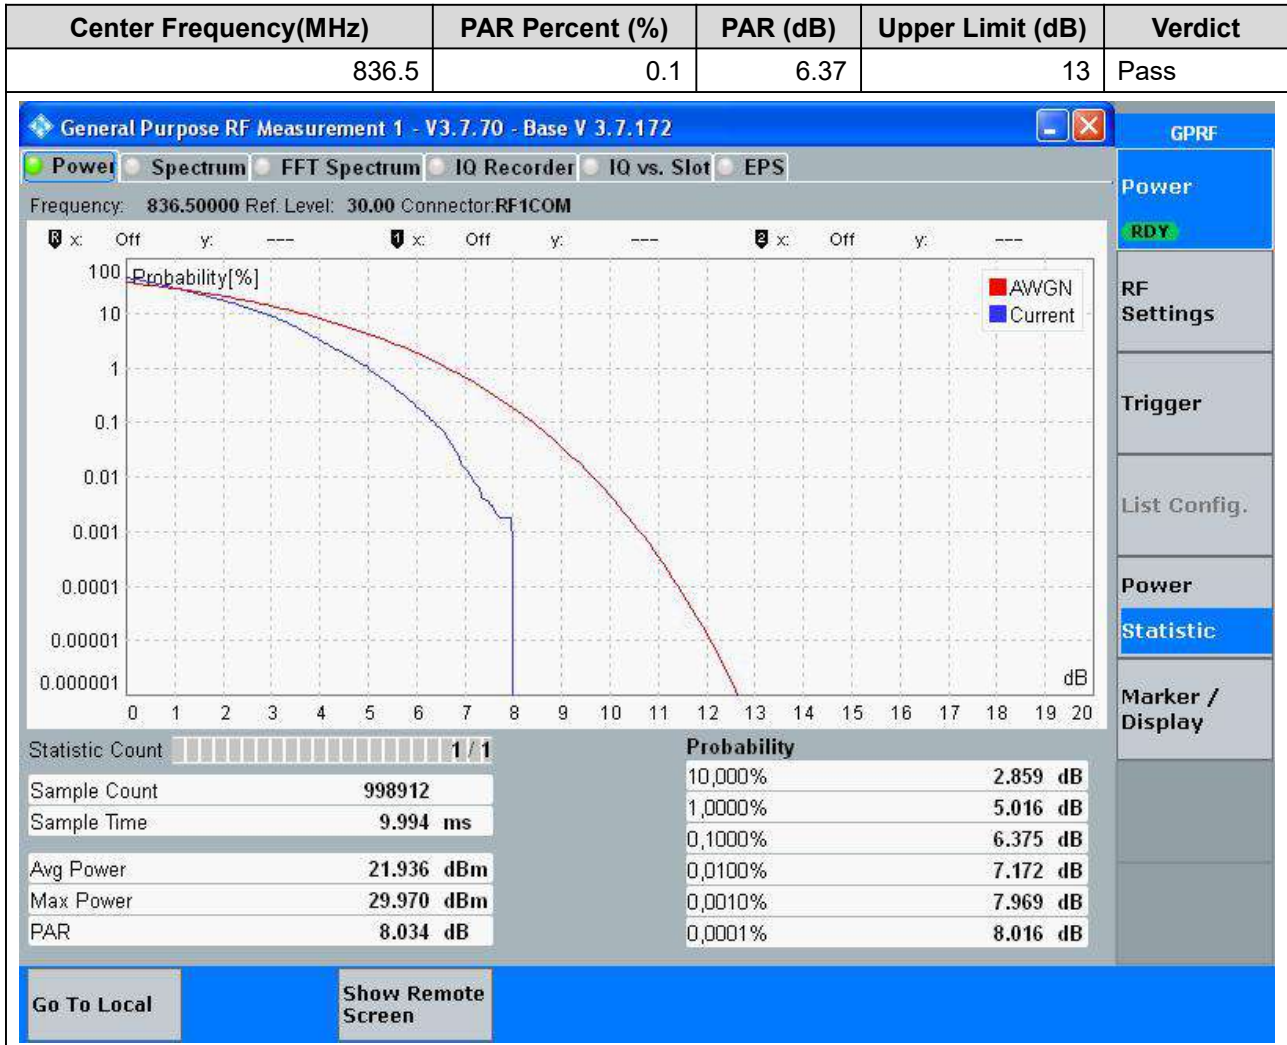 Center Frequency(MHz) PAR Percent (%) PAR (dB) Upper Limit (dB) Verdict
836.5 0.1 6.37 13 Pass
General Purpose RF Measurement 1 - V3.7.70 - Base V 3.7.172
GPRF
Power Spectrum FFT Spectrum IQ Recorder IQ vs. Slot EPS
Frequency: 836.50000 Ref. Level: 30.00 Connector:RF1COM
R x: Off y: --- 1 x: Off y: --- 2 x: Off y: ---
Probability[%]
AWGN
Current
100
10
1
0.1
0.01
0.001
0.0001
0.00001
0.000001
dB
0 1 2 3 4 5 6 7 8 9 10 11 12 13 14 15 16 17 18 19 20
Statistic Count 1 / 1
Sample Count 998912
Sample Time 9.994 ms
Avg Power 21.936 dBm
Max Power 29.970 dBm
PAR 8.034 dB
Probability
10,000% 2.859 dB
1,0000% 5.016 dB
0,1000% 6.375 dB
0,0100% 7.172 dB
0,0010% 7.969 dB
0,0001% 8.016 dB
Power
RDY
RF
Settings
Trigger
List Config.
Power
Statistic
Marker /
Display
Go To Local
Show Remote
Screen